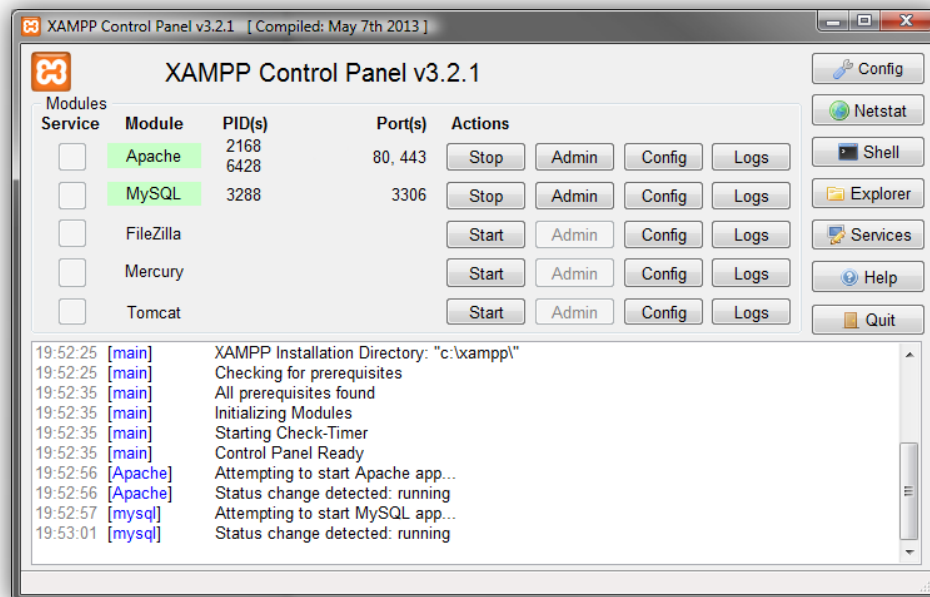 XAMPP Control Panel v3.2.1 [ Compiled: May 7th 2013 ]
XAMPP Control Panel v3.2.1
Config
Modules
Service Module PID(s) Port(s) Actions
Netstat
Apache 2168 6428 80, 443 Stop Admin Config Logs
Shell
MySQL 3288 3306 Stop Admin Config Logs
Explorer
FileZilla Start Admin Config Logs
Services
Mercury Start Admin Config Logs
Help
Tomcat Start Admin Config Logs
Quit
19:52:25 [main] XAMPP Installation Directory: "c:\xampp\"
19:52:25 [main] Checking for prerequisites
19:52:35 [main] All prerequisites found
19:52:35 [main] Initializing Modules
19:52:35 [main] Starting Check-Timer
19:52:35 [main] Control Panel Ready
19:52:56 [Apache] Attempting to start Apache app...
19:52:56 [Apache] Status change detected: running
19:52:57 [mysql] Attempting to start MySQL app...
19:53:01 [mysql] Status change detected: running